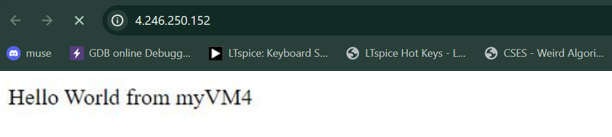 4.246.250.152
muse GDB online Debugg... LTspice: Keyboard S... LTspice Hot Keys - L... CSES - Weird Algori...
Hello World from myVM4